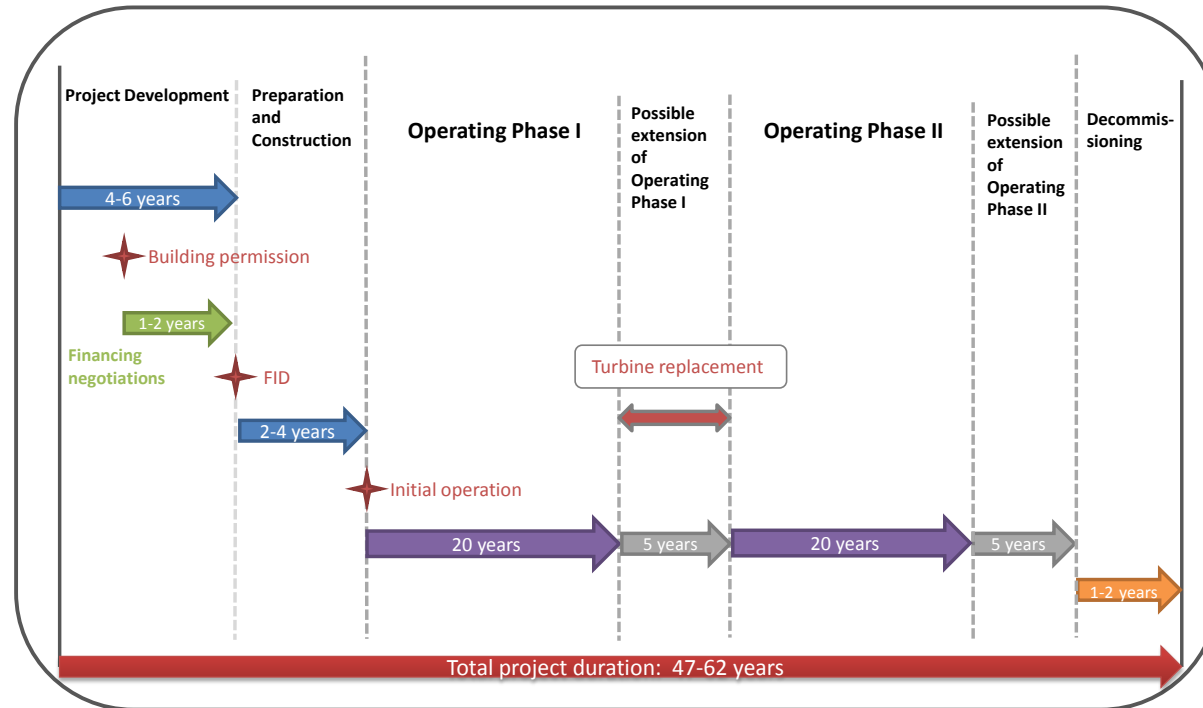 Project Development
Preparation
and
Construction
Operating Phase I
Possible
extension
of
Operating
Phase I
Operating Phase II
Possible
extension
of
Operating
Phase II
Decommis-
sioning
4-6 years
Building permission
1-2 years
Financing
negotiations
FID
Turbine replacement
2-4 years
Initial operation
20 years
5 years
20 years
5 years
1-2 years
Total project duration: 47-62 years